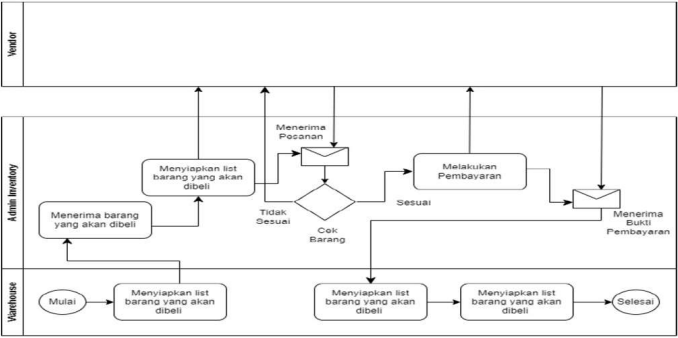 Vendor
Menerima
Pesanan
Menyiapkan list
barang yang akan
dibeli
Melakukan
Pembayaran
Admin Inventory
Menerima barang
yang akan dibeli
Tidak
Sesuai
Cek
Barang
Sesuai
Menerima
Bukti
Pembayaran
Warehouse
Mulai
Menyiapkan list
barang yang akan
dibeli
Menyiapkan list
barang yang akan
dibeli
Menyiapkan list
barang yang akan
dibeli
Selesai